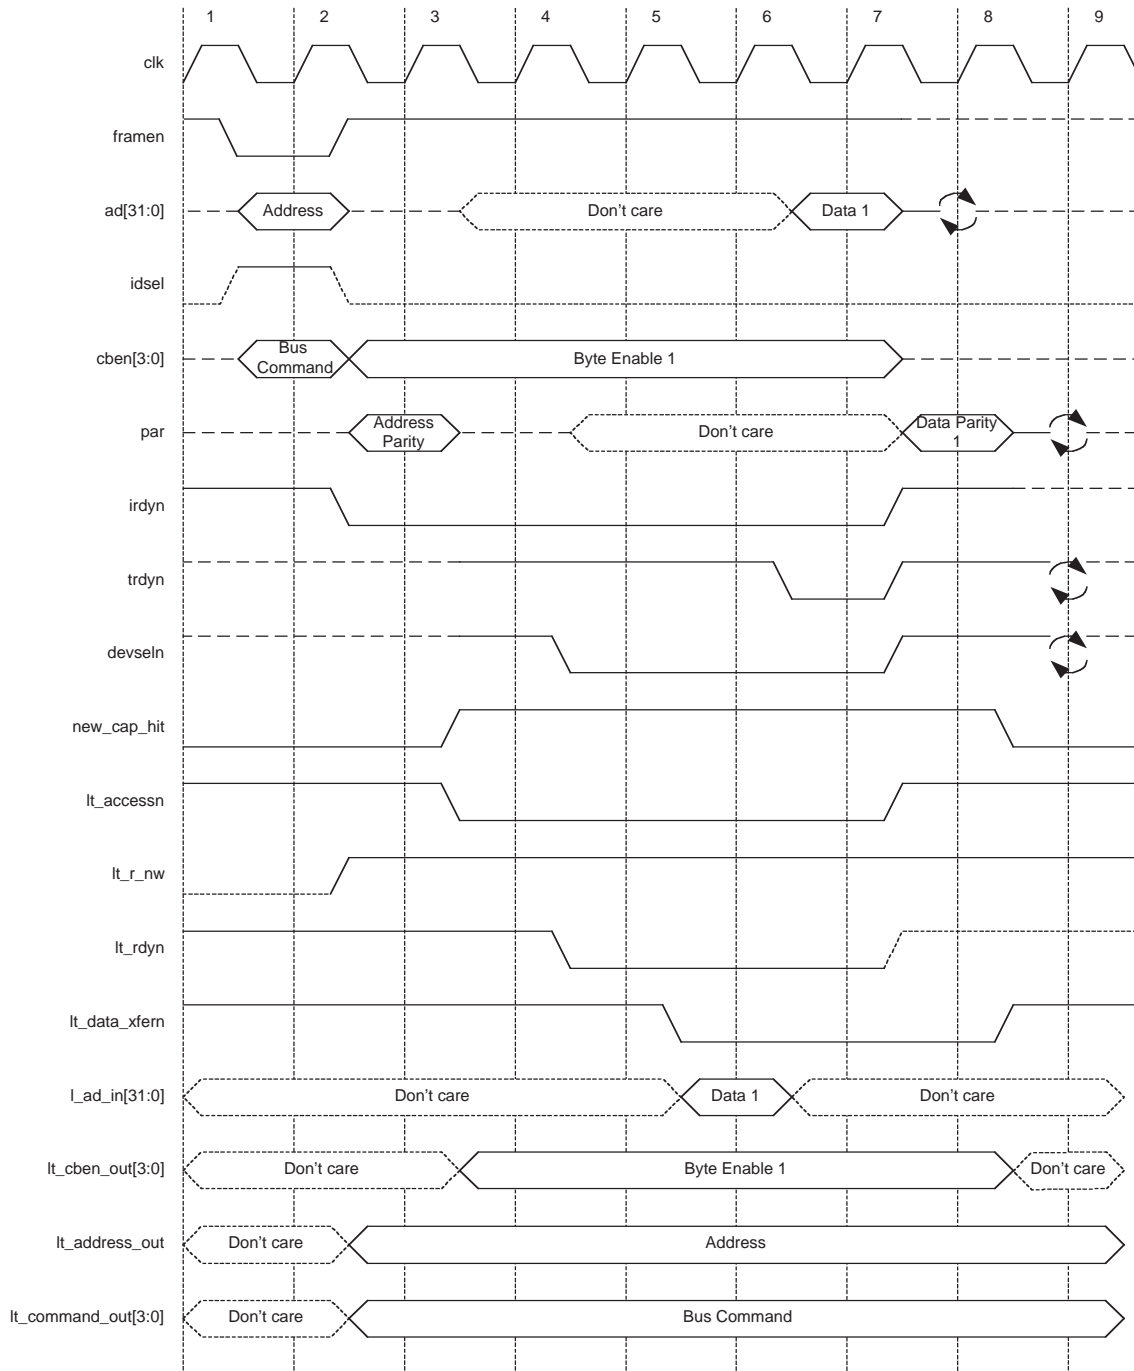 1 2 3 4 5 6 7 8 9
clk
framen
ad[31:0] Address Don't care Data 1
idsel
cben[3:0] Bus Command Byte Enable 1
par Address Parity Don't care Data Parity 1
irdyn
trdyn
devseln
new_cap_hit
lt_accessn
lt_r_nw
lt_rdyn
lt_data_xfern
l_ad_in[31:0] Don't care Data 1 Don't care
lt_cben_out[3:0] Don't care Byte Enable 1 Don't care
lt_address_out Don't care Address
lt_command_out[3:0] Don't care Bus Command